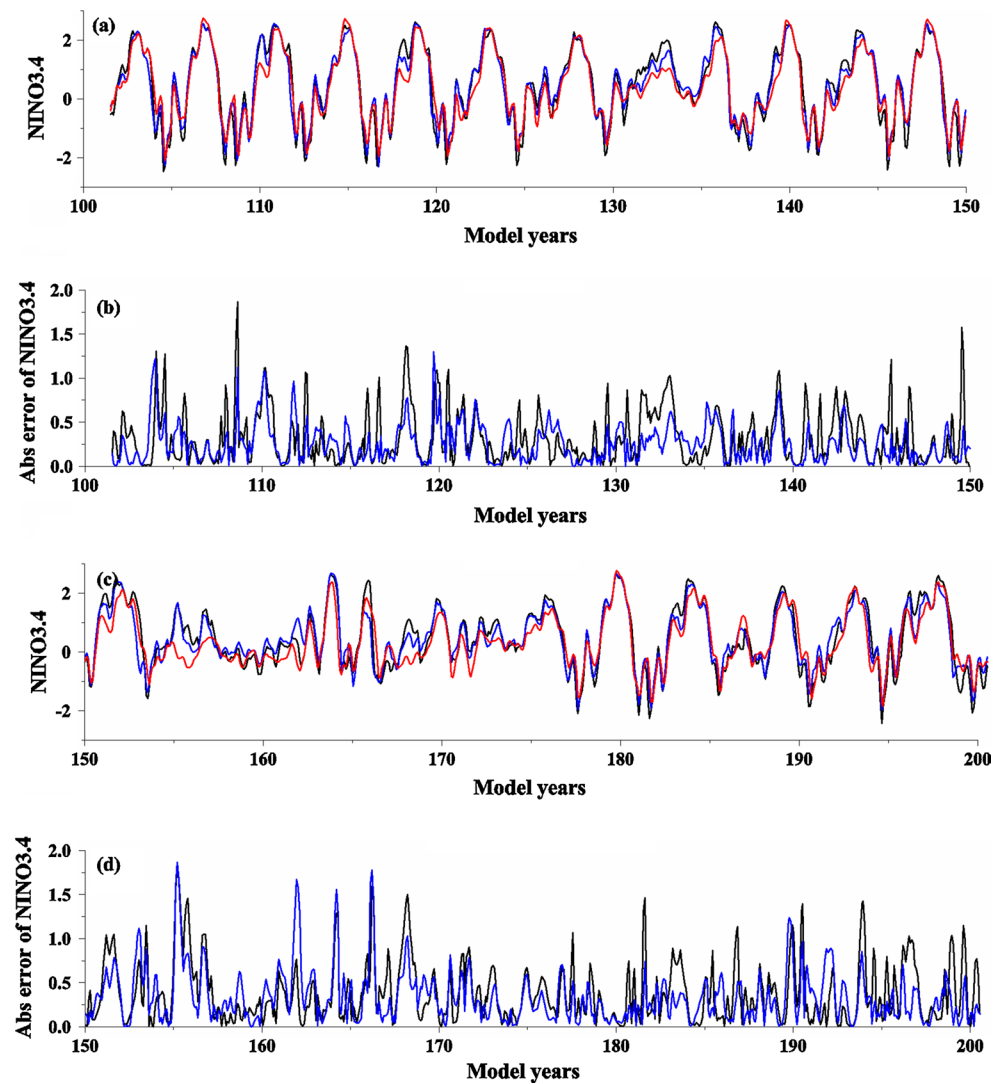 (a)
NINO3.4
2
0
-2
100 110 120 130 140 150
Model years
(b)
Abs error of NINO3.4
2.0
1.5
1.0
0.5
0.0
100 110 120 130 140 150
Model years
(c)
NINO3.4
2
0
-2
150 160 170 180 190 200
Model years
(d)
Abs error of NINO3.4
2.0
1.5
1.0
0.5
0.0
150 160 170 180 190 200
Model years